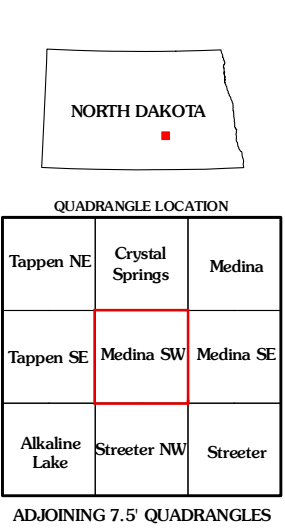 NORTH DAKOTA
QUADRANGLE LOCATION
Tappen NE
Crystal
Springs
Medina
Tappen SE
Medina SW
Medina SE
Alkaline
Lake
Streeter NW
Streeter
ADJOINING 7.5' QUADRANGLES